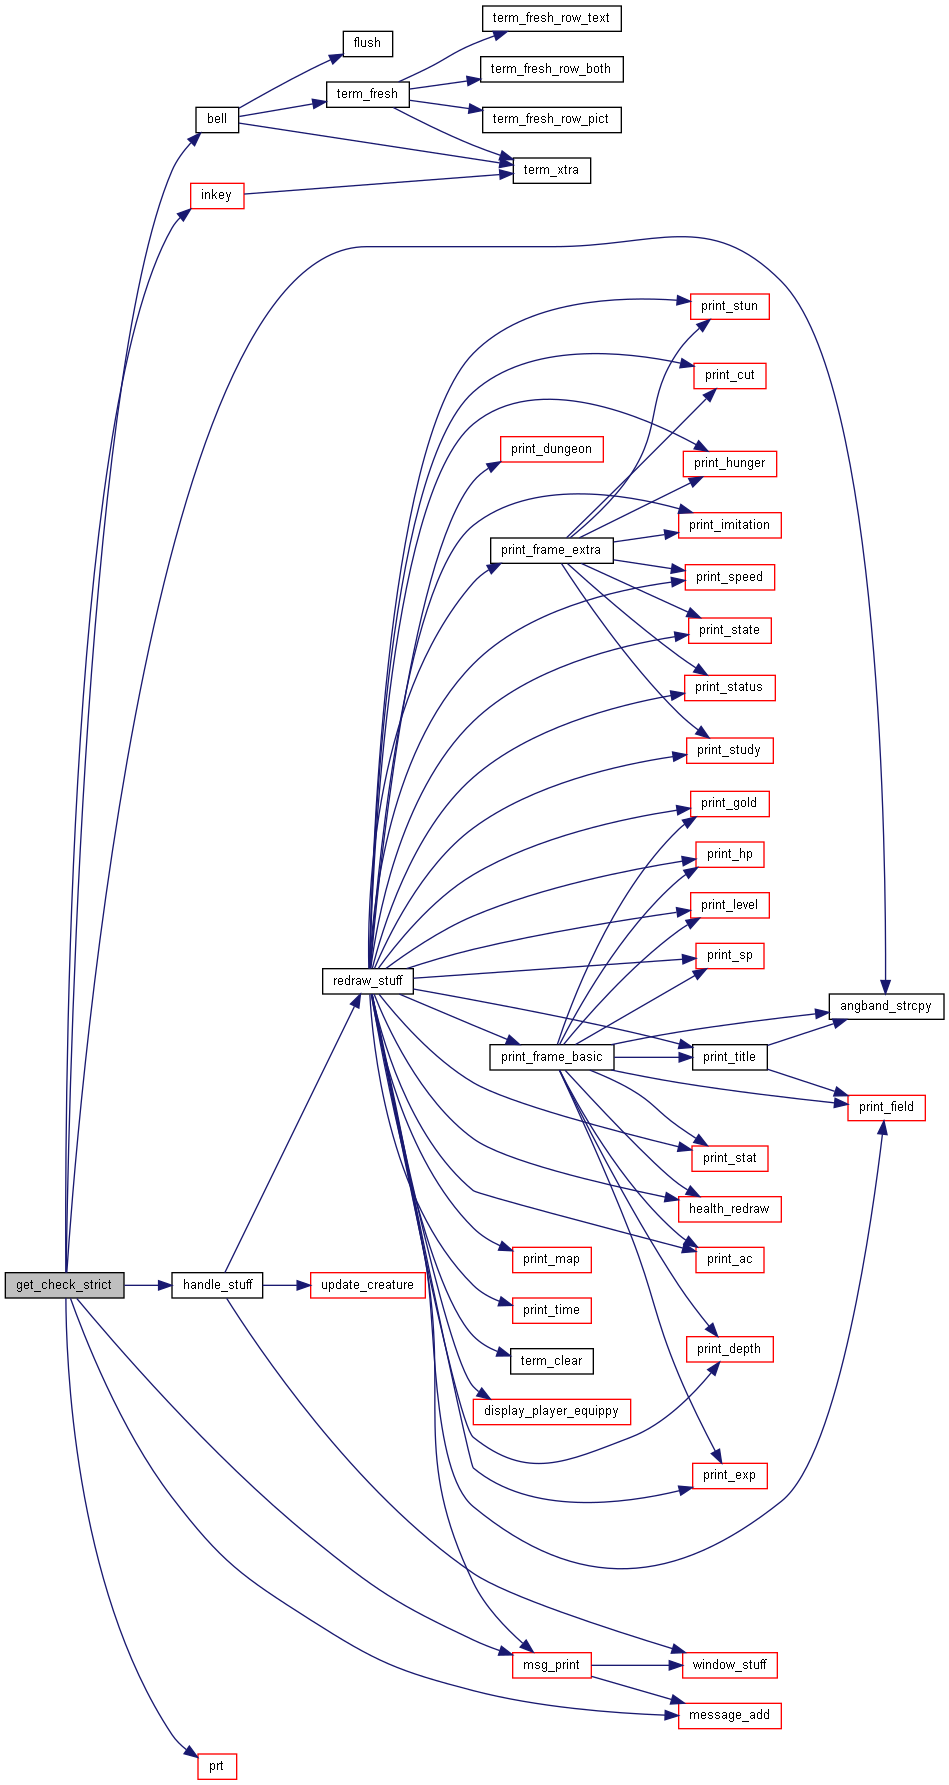 term_fresh_row_text
flush
term_fresh_row_both
term_fresh
bell
term_fresh_row_pict
term_xtra
inkey
print_stun
print_cut
print_dungeon
print_hunger
print_imitation
print_frame_extra
print_speed
print_state
print_status
print_study
print_gold
print_hp
print_level
print_sp
redraw_stuff
angband_strcpy
print_frame_basic
print_title
print_field
print_stat
health_redraw
print_map
print_ac
get_check_strict
handle_stuff
update_creature
print_time
print_depth
term_clear
display_player_equippy
print_exp
msg_print
window_stuff
message_add
prt